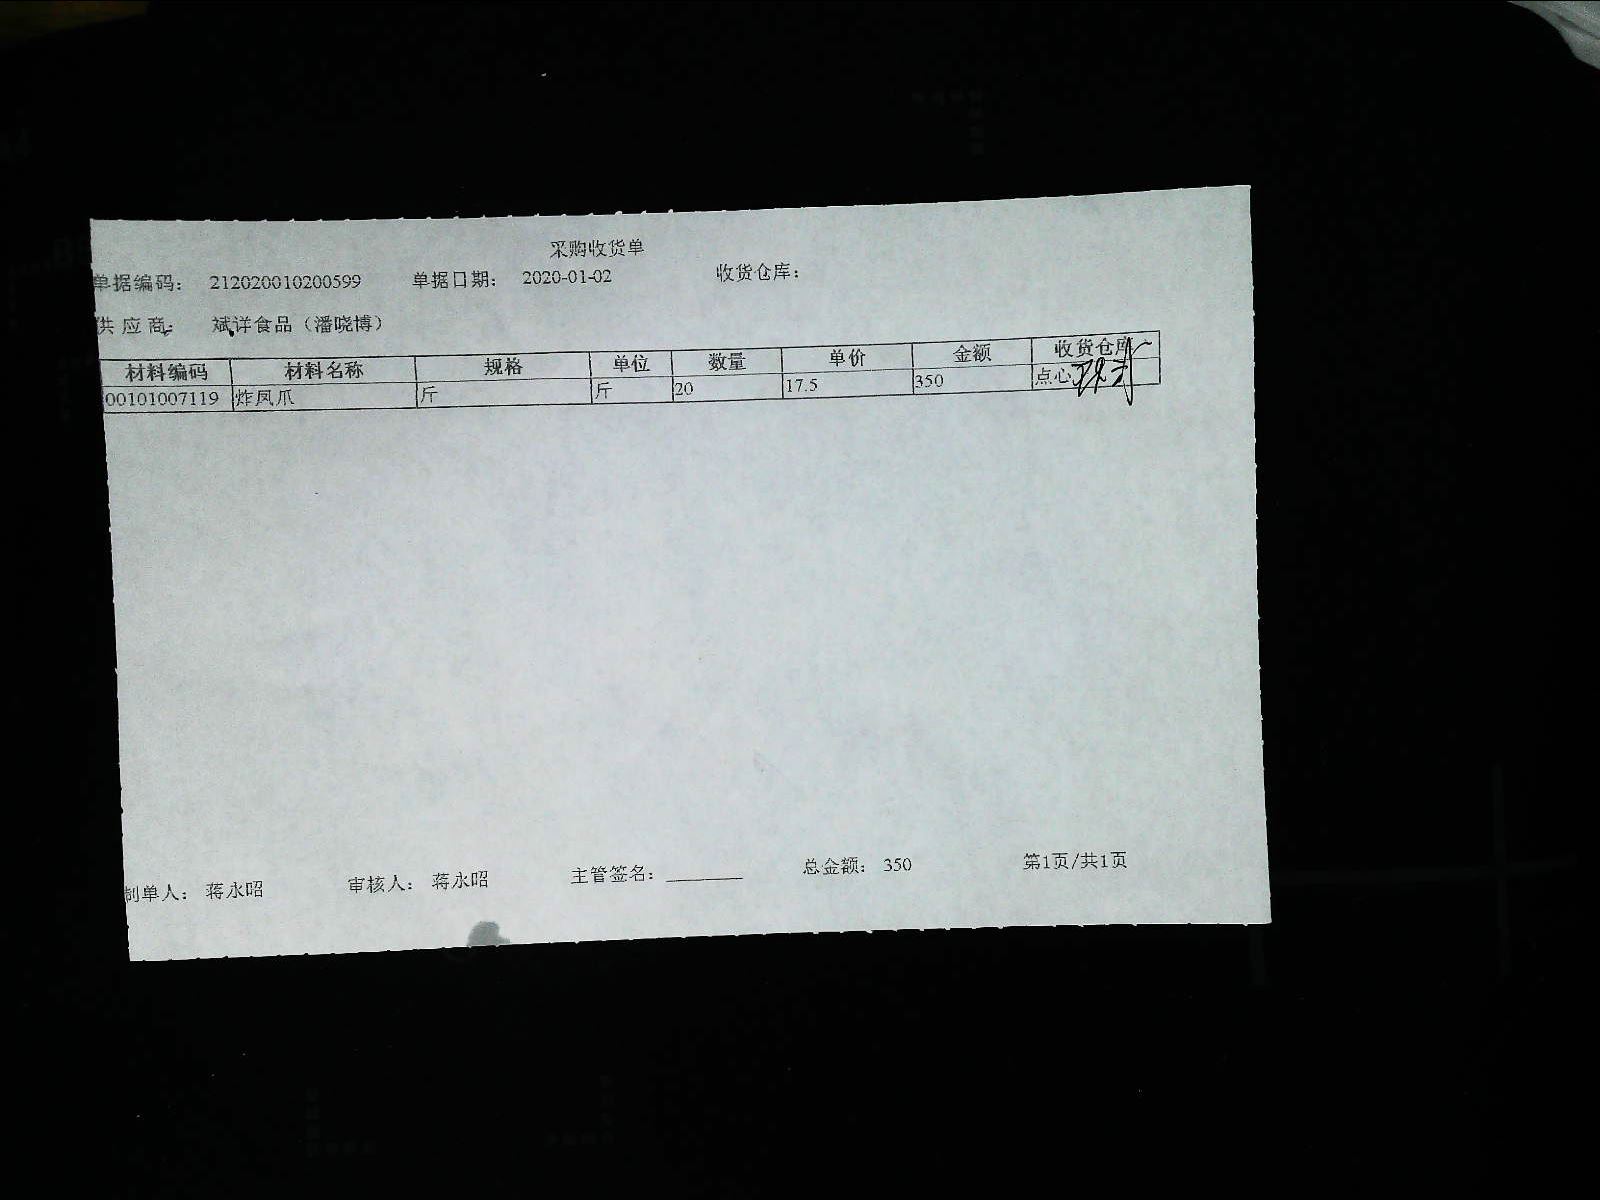 采购收货单
单据编码： 212020010200599 单据日期： 2020-01-02 收货仓库：
供应商： 斌详食品（潘晓博）
材料编码 材料名称 规格 单位 数量 单价 金额 收货仓库
00101007119 炸凤爪 斤 斤 20 17.5 350 点心
制单人： 蒋永昭 审核人： 蒋永昭 主管签名： 总金额： 350 第1页/共1页